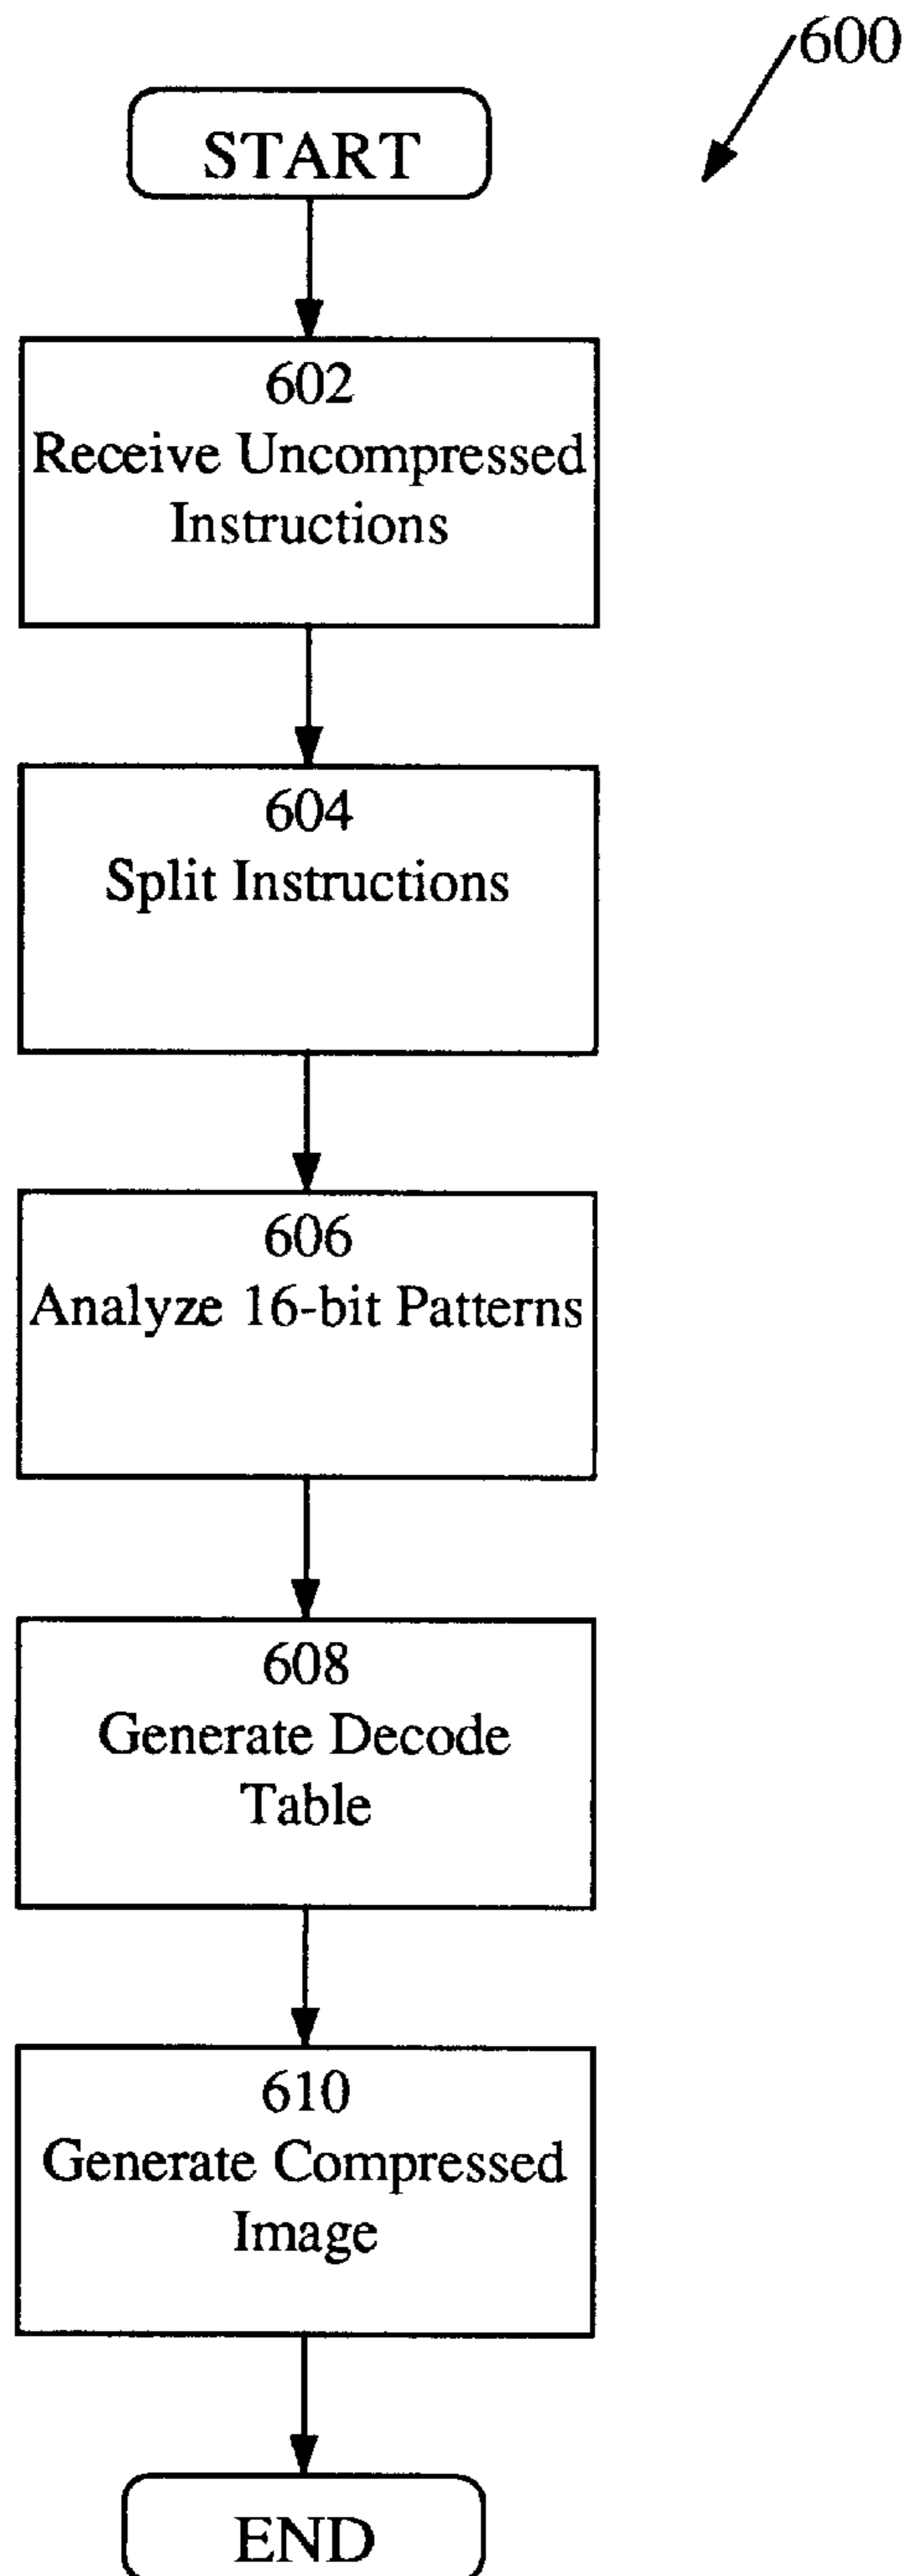 600
START
602
Receive Uncompressed
Instructions
604
Split Instructions
606
Analyze 16-bit Patterns
608
Generate Decode
Table
610
Generate Compressed
Image
END